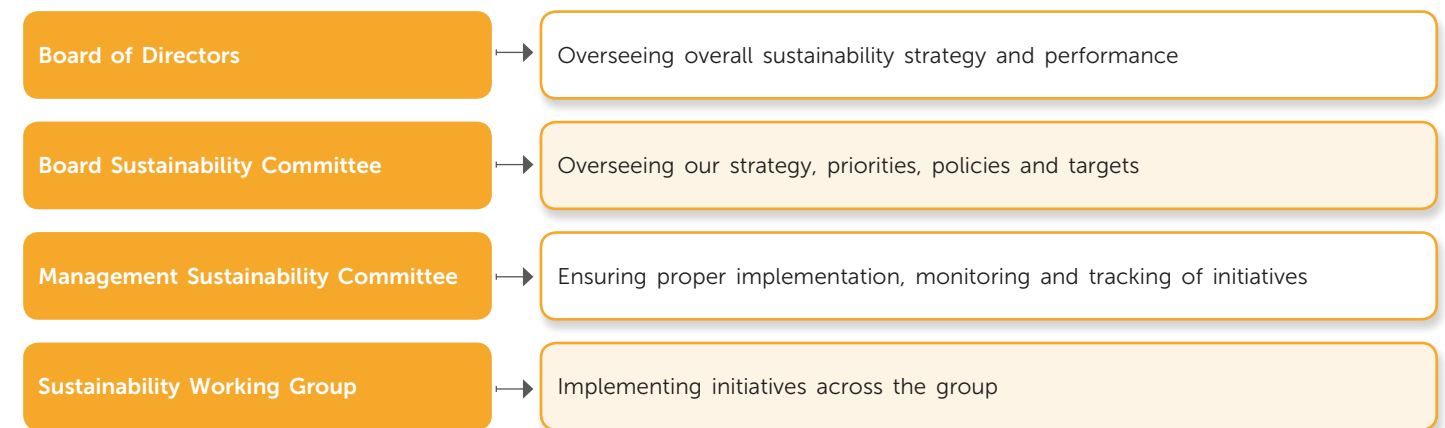 Board of Directors
Overseeing overall sustainability strategy and performance
Board Sustainability Committee
Overseeing our strategy, priorities, policies and targets
Management Sustainability Committee
Ensuring proper implementation, monitoring and tracking of initiatives
Sustainability Working Group
Implementing initiatives across the group